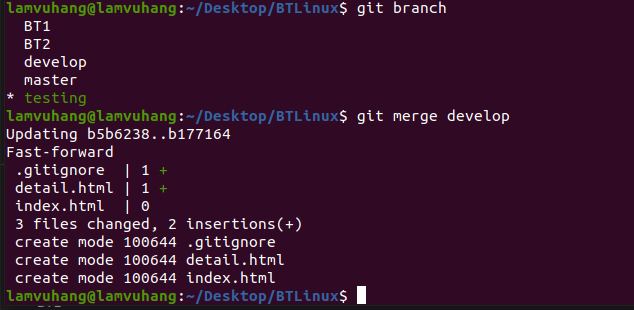 lamvuhang@lamvuhang:~/Desktop/BTLinux$ git branch
  BT1
  BT2
  develop
  master
* testing
lamvuhang@lamvuhang:~/Desktop/BTLinux$ git merge develop
Updating b5b6238..b177164
Fast-forward
 .gitignore  | 1 +
 detail.html | 1 +
 index.html  | 0
 3 files changed, 2 insertions(+)
 create mode 100644 .gitignore
 create mode 100644 detail.html
 create mode 100644 index.html
lamvuhang@lamvuhang:~/Desktop/BTLinux$